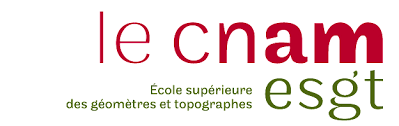 le cnam
École supérieure
des géomètres et topographes
esgt